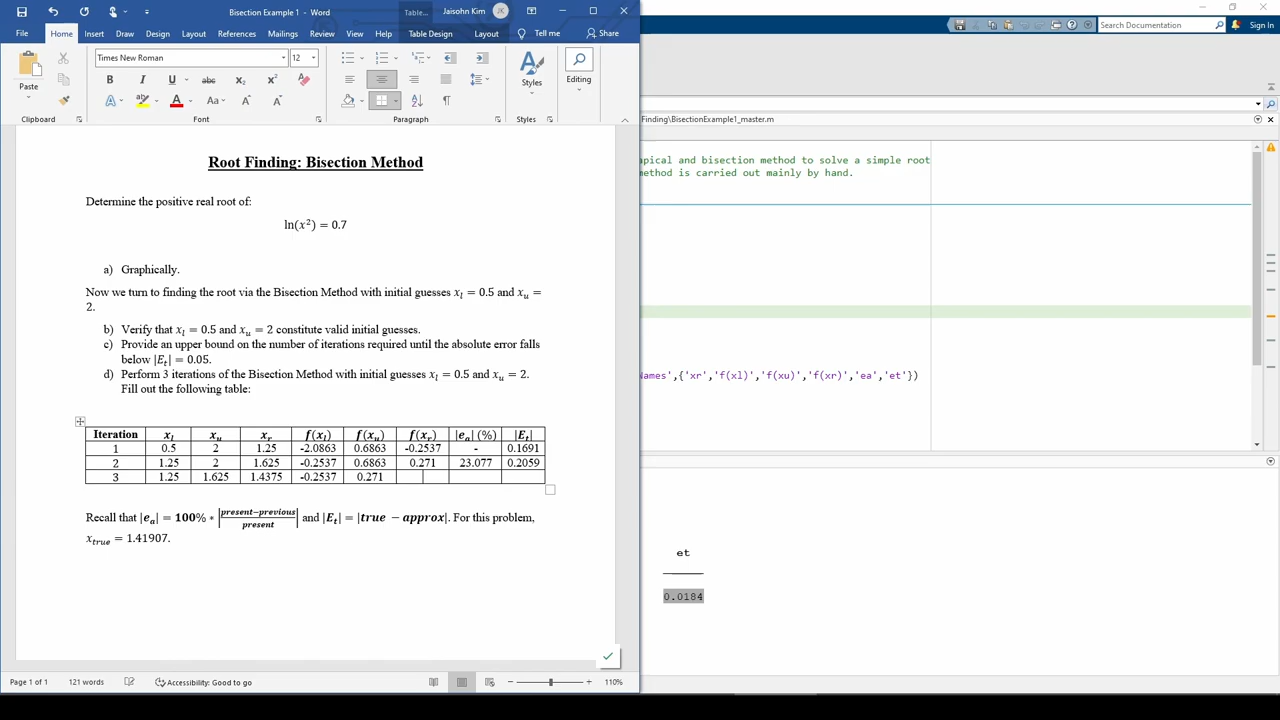 Bisection Example 1 - Word
Table...
Jaisohn Kim
JK
File Home Insert Draw Design Layout References Mailings Review View Help Table Design Layout Tell me Share
Paste
Times New Roman
12
B I U abc x₂ x²
A A Aa A A
Styles
Editing
Clipboard Font Paragraph Styles
Search Documentation
Sign In
Finding\BisectionExample1_master.m
Root Finding: Bisection Method
Determine the positive real root of:
ln(x²) = 0.7
a) Graphically.
Now we turn to finding the root via the Bisection Method with initial guesses xₗ = 0.5 and xᵤ =
2.
b) Verify that xₗ = 0.5 and xᵤ = 2 constitute valid initial guesses.
c) Provide an upper bound on the number of iterations required until the absolute error falls
below |Eₜ| = 0.05.
d) Perform 3 iterations of the Bisection Method with initial guesses xₗ = 0.5 and xᵤ = 2.
Fill out the following table:
Iteration xₗ xᵤ xᵣ f(xₗ) f(xᵤ) f(xᵣ) |eₐ| (%) |Eₜ|
1 0.5 2 1.25 -2.0863 0.6863 -0.2537 - 0.1691
2 1.25 2 1.625 -0.2537 0.6863 0.271 23.077 0.2059
3 1.25 1.625 1.4375 -0.2537 0.271
Recall that |eₐ| = 100% * |present−previous / present| and |Eₜ| = |true − approx|. For this problem,
x_true = 1.41907.
apical and bisection method to solve a simple root
method is carried out mainly by hand.
Names',{'xr','f(xl)','f(xu)','f(xr)','ea','et'})
et
0.0184
Page 1 of 1 121 words Accessibility: Good to go 110%